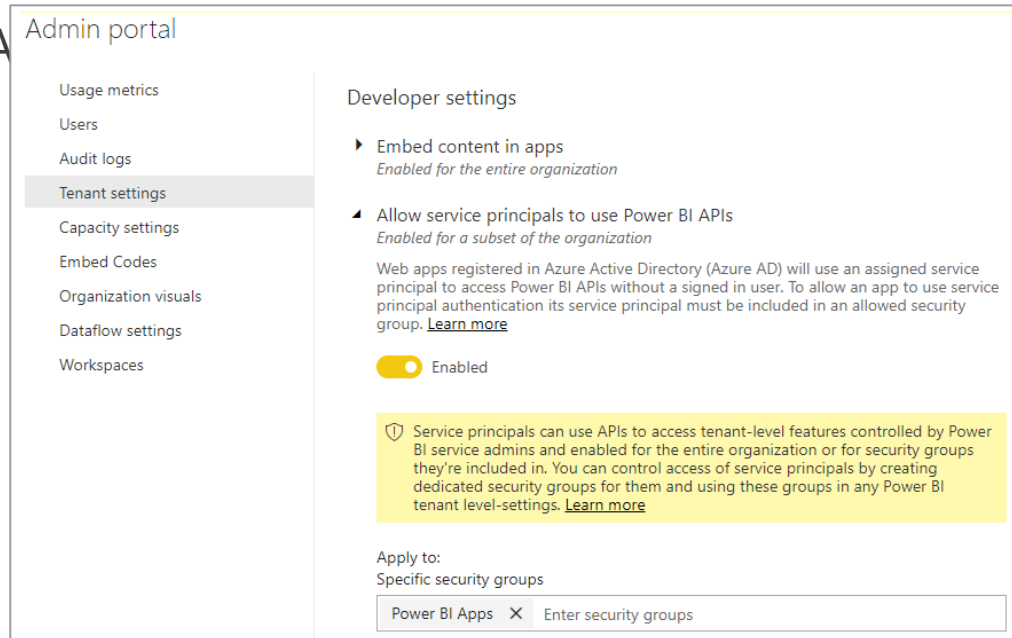 Admin portal
Usage metrics
Users
Audit logs
Tenant settings
Capacity settings
Embed Codes
Organization visuals
Dataflow settings
Workspaces
Developer settings
Embed content in apps
Enabled for the entire organization
Allow service principals to use Power BI APIs
Enabled for a subset of the organization
Web apps registered in Azure Active Directory (Azure AD) will use an assigned service
principal to access Power BI APIs without a signed in user. To allow an app to use service
principal authentication its service principal must be included in an allowed security
group. Learn more
Enabled
Service principals can use APIs to access tenant-level features controlled by Power
BI service admins and enabled for the entire organization or for security groups
they're included in. You can control access of service principals by creating
dedicated security groups for them and using these groups in any Power BI
tenant level-settings. Learn more
Apply to:
Specific security groups
Power BI Apps X Enter security groups